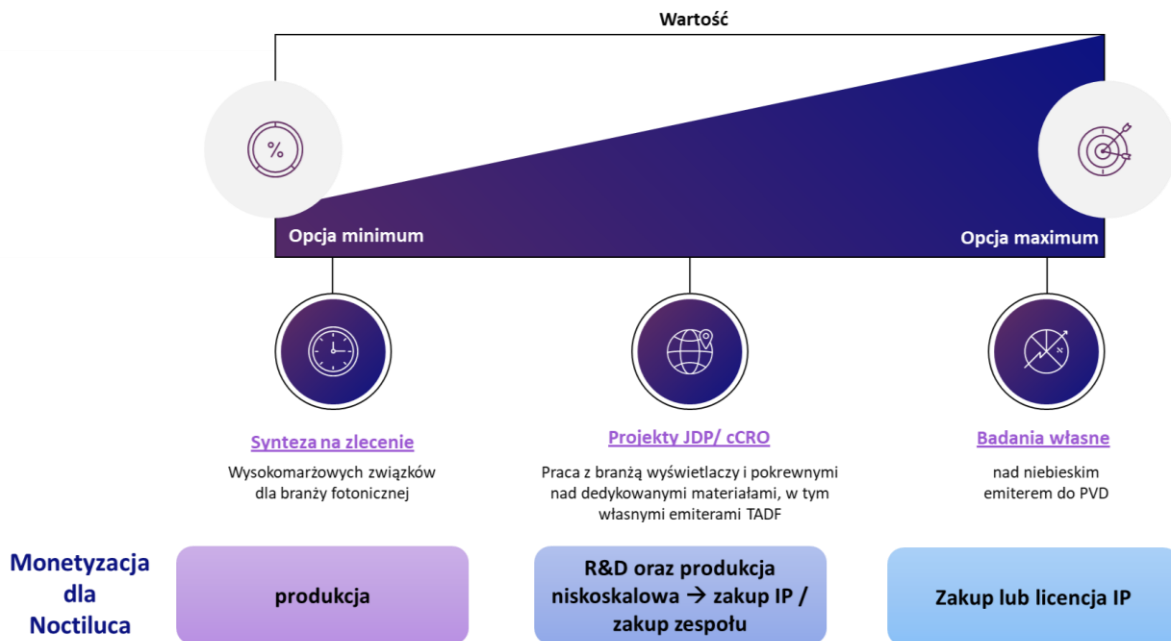 Wartość
%
Opcja minimum
Opcja maximum
%
Synteza na zlecenie
Wysokomarżowych związków
dla branży fotonicznej
Projekty JDP/ cCRO
Praca z branżą wyświetlaczy i pokrewnymi
nad dedykowanymi materiałami, w tym
własnymi emiterami TADF
Badania własne
nad niebieskim
emiterem do PVD
Monetyzacja
dla
Noctiluca
produkcja
R&D oraz produkcja
niskoskalowa → zakup IP /
zakup zespołu
Zakup lub licencja IP